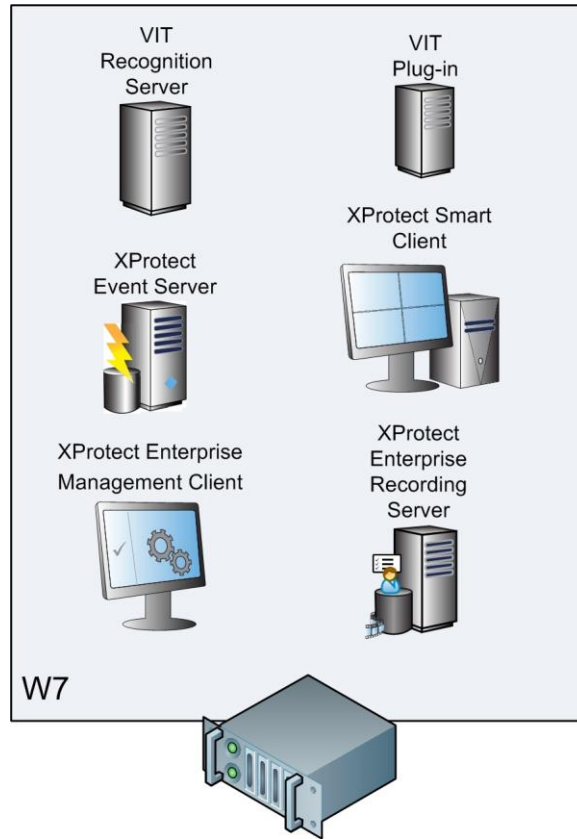 VIT
Recognition
Server
VIT
Plug-in
XProtect
Event Server
XProtect Smart
Client
XProtect Enterprise
Management Client
XProtect
Enterprise
Recording
Server
W7